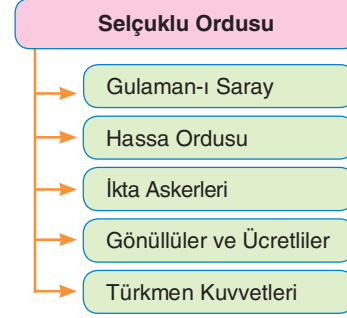 Selçuklu Ordusu
Gulaman-ı Saray
Hassa Ordusu
İkta Askerleri
Gönüllüler ve Ücretliler
Türkmen Kuvvetleri